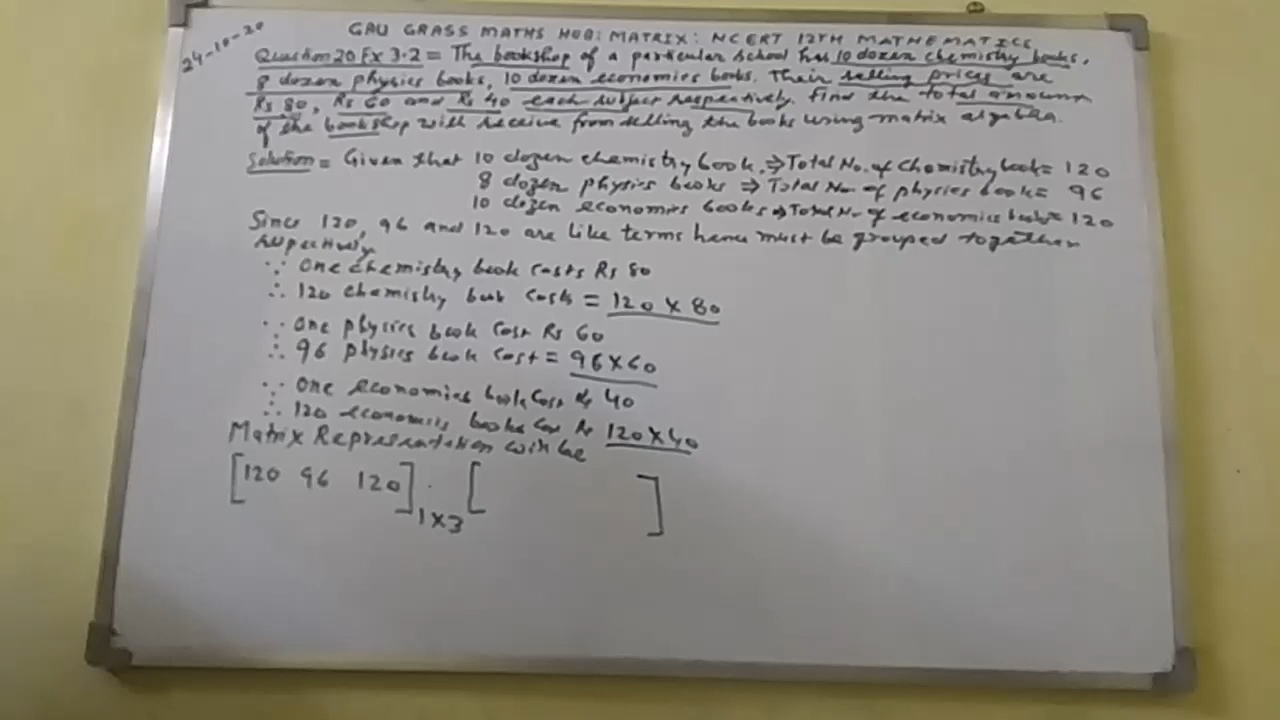 24-10-20
GAU GRASS MATHS HUB: MATRIX: NCERT 12TH MATHEMATICS
Question 20 Ex 3.2 = The bookshop of a particular school has 10 dozen chemistry books,
8 dozen physics books, 10 dozen economics books. Their selling prices are
Rs 80, Rs 60 and Rs 40 each subject respectively. Find the total amount
of the bookshop will receive from selling the books using matrix algebra.
Solution = Given that 10 dozen chemistry book, ⇒ Total No. of Chemistry book = 120
8 dozen physics books ⇒ Total No of physics book = 96
10 dozen economics books ⇒ Total No of economics book = 120
Since 120, 96 and 120 are like terms hence must be grouped together
respectively
∵ One chemistry book costs Rs 80
∴ 120 chemistry book costs = 120 X 80
∵ One physics book cost Rs 60
∴ 96 physics book cost = 96 X 60
∵ One economics book cost Rs 40
∴ 120 economics books cost Rs 120 X 40
Matrix Representation will be
[120 96 120] 1 X 3 [ ]